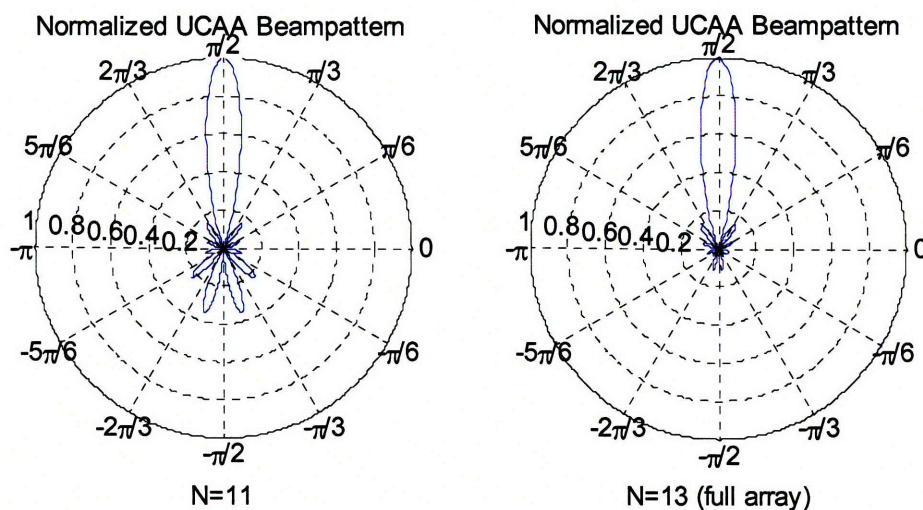 Normalized UCAA Beampattern
π/2
2π/3
π/3
5π/6
π/6
1
0.8
0.6
0.4
0.2
-π
0
-5π/6
-π/6
-2π/3
-π/3
-π/2
N=11
Normalized UCAA Beampattern
π/2
2π/3
π/3
5π/6
π/6
1
0.8
0.6
0.4
0.2
-π
0
-5π/6
-π/6
-2π/3
-π/3
-π/2
N=13 (full array)